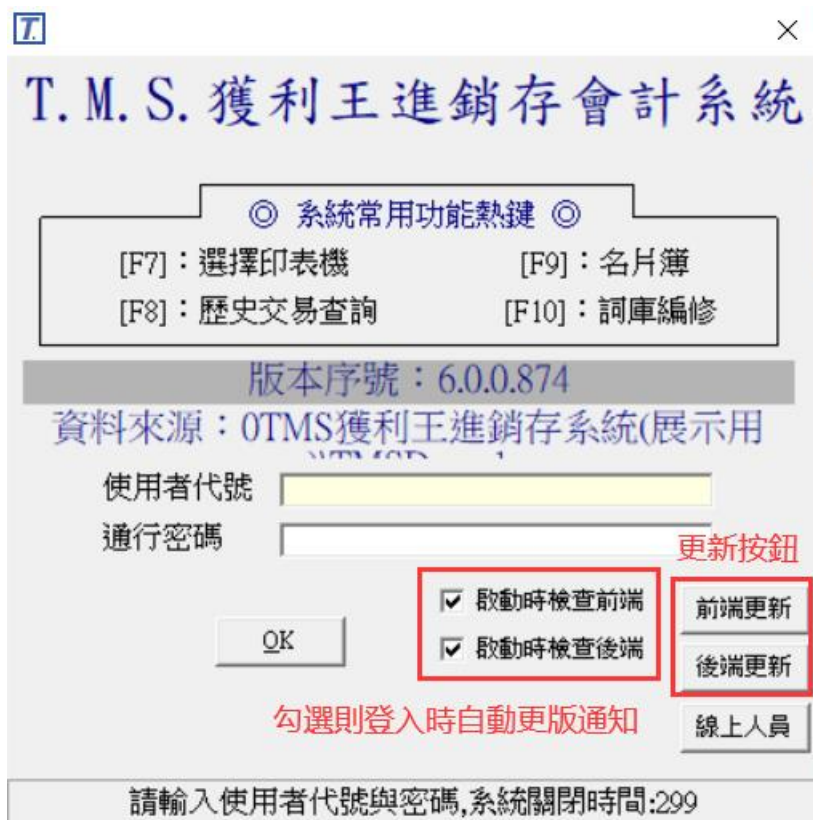 T.
T.M.S.獲利王進銷存會計系統
◎ 系統常用功能熱鍵 ◎
[F7]：選擇印表機 [F9]：名片簿
[F8]：歷史交易查詢 [F10]：詞庫編修
版本序號：6.0.0.874
資料來源：0TMS獲利王進銷存系統(展示用
使用者代號
通行密碼
更新按鈕
啟動時檢查前端 前端更新
OK
啟動時檢查後端 後端更新
勾選則登入時自動更版通知
線上人員
請輸入使用者代號與密碼,系統關閉時間:299